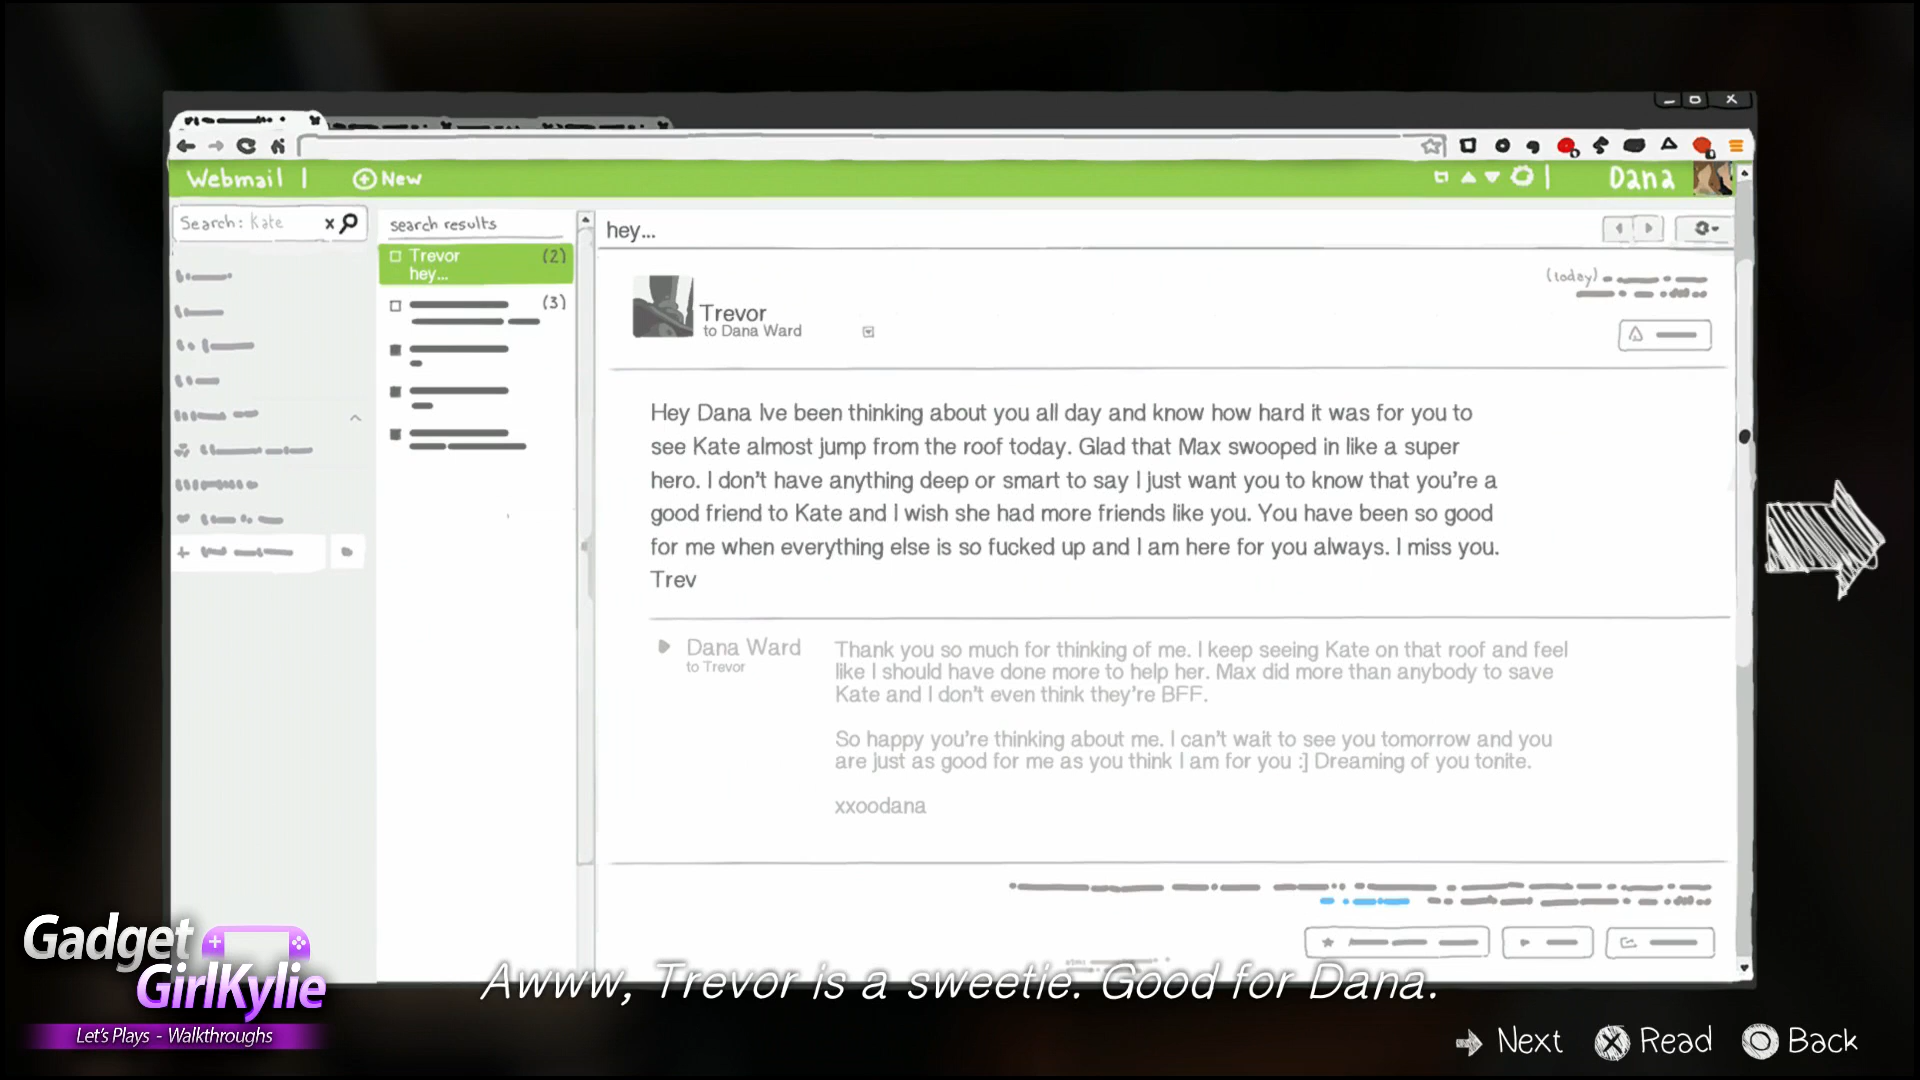 Webmail | New
Dana
Search: Kate x
search results
Trevor (2)
hey...
(3)
hey...
(today)
Trevor
to Dana Ward
Hey Dana Ive been thinking about you all day and know how hard it was for you to
see Kate almost jump from the roof today. Glad that Max swooped in like a super
hero. I don't have anything deep or smart to say I just want you to know that you're a
good friend to Kate and I wish she had more friends like you. You have been so good
for me when everything else is so fucked up and I am here for you always. I miss you.
Trev
Dana Ward
to Trevor
Thank you so much for thinking of me. I keep seeing Kate on that roof and feel
like I should have done more to help her. Max did more than anybody to save
Kate and I don't even think they're BFF.
So happy you're thinking about me. I can't wait to see you tomorrow and you
are just as good for me as you think I am for you :] Dreaming of you tonite.
xxoodana
Gadget
GirlKylie
Let's Plays - Walkthroughs
Awww, Trevor is a sweetie. Good for Dana.
Next Read Back